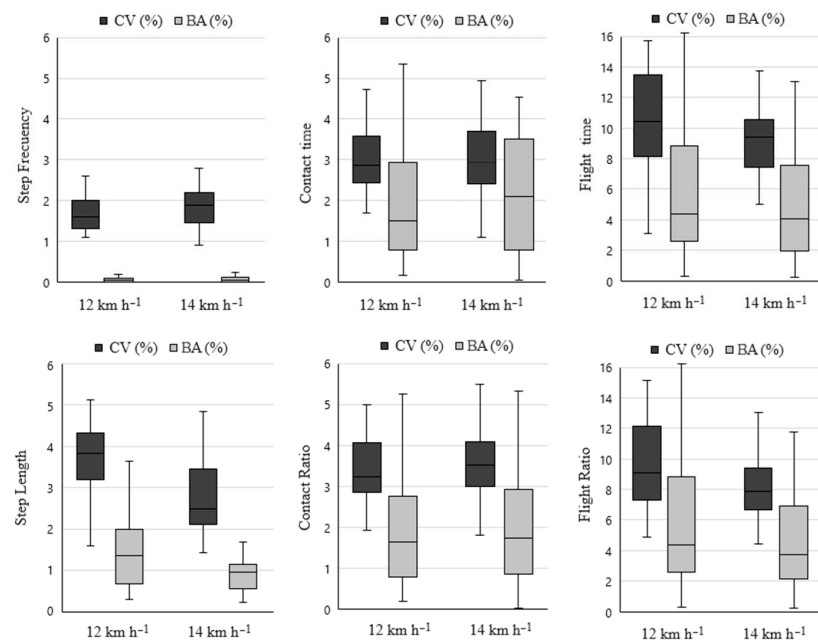 CV (%) BA (%)
6
5
4
3
2
1
0
Step Frecuency
12 km h⁻¹ 14 km h⁻¹
CV (%) BA (%)
6
5
4
3
2
1
0
Contact time
12 km h⁻¹ 14 km h⁻¹
CV (%) BA (%)
16
14
12
10
8
6
4
2
0
Flight time
12 km h⁻¹ 14 km h⁻¹
CV (%) BA (%)
6
5
4
3
2
1
0
Step Length
12 km h⁻¹ 14 km h⁻¹
CV (%) BA (%)
6
5
4
3
2
1
0
Contact Ratio
12 km h⁻¹ 14 km h⁻¹
CV (%) BA (%)
16
14
12
10
8
6
4
2
0
Flight Ratio
12 km h⁻¹ 14 km h⁻¹